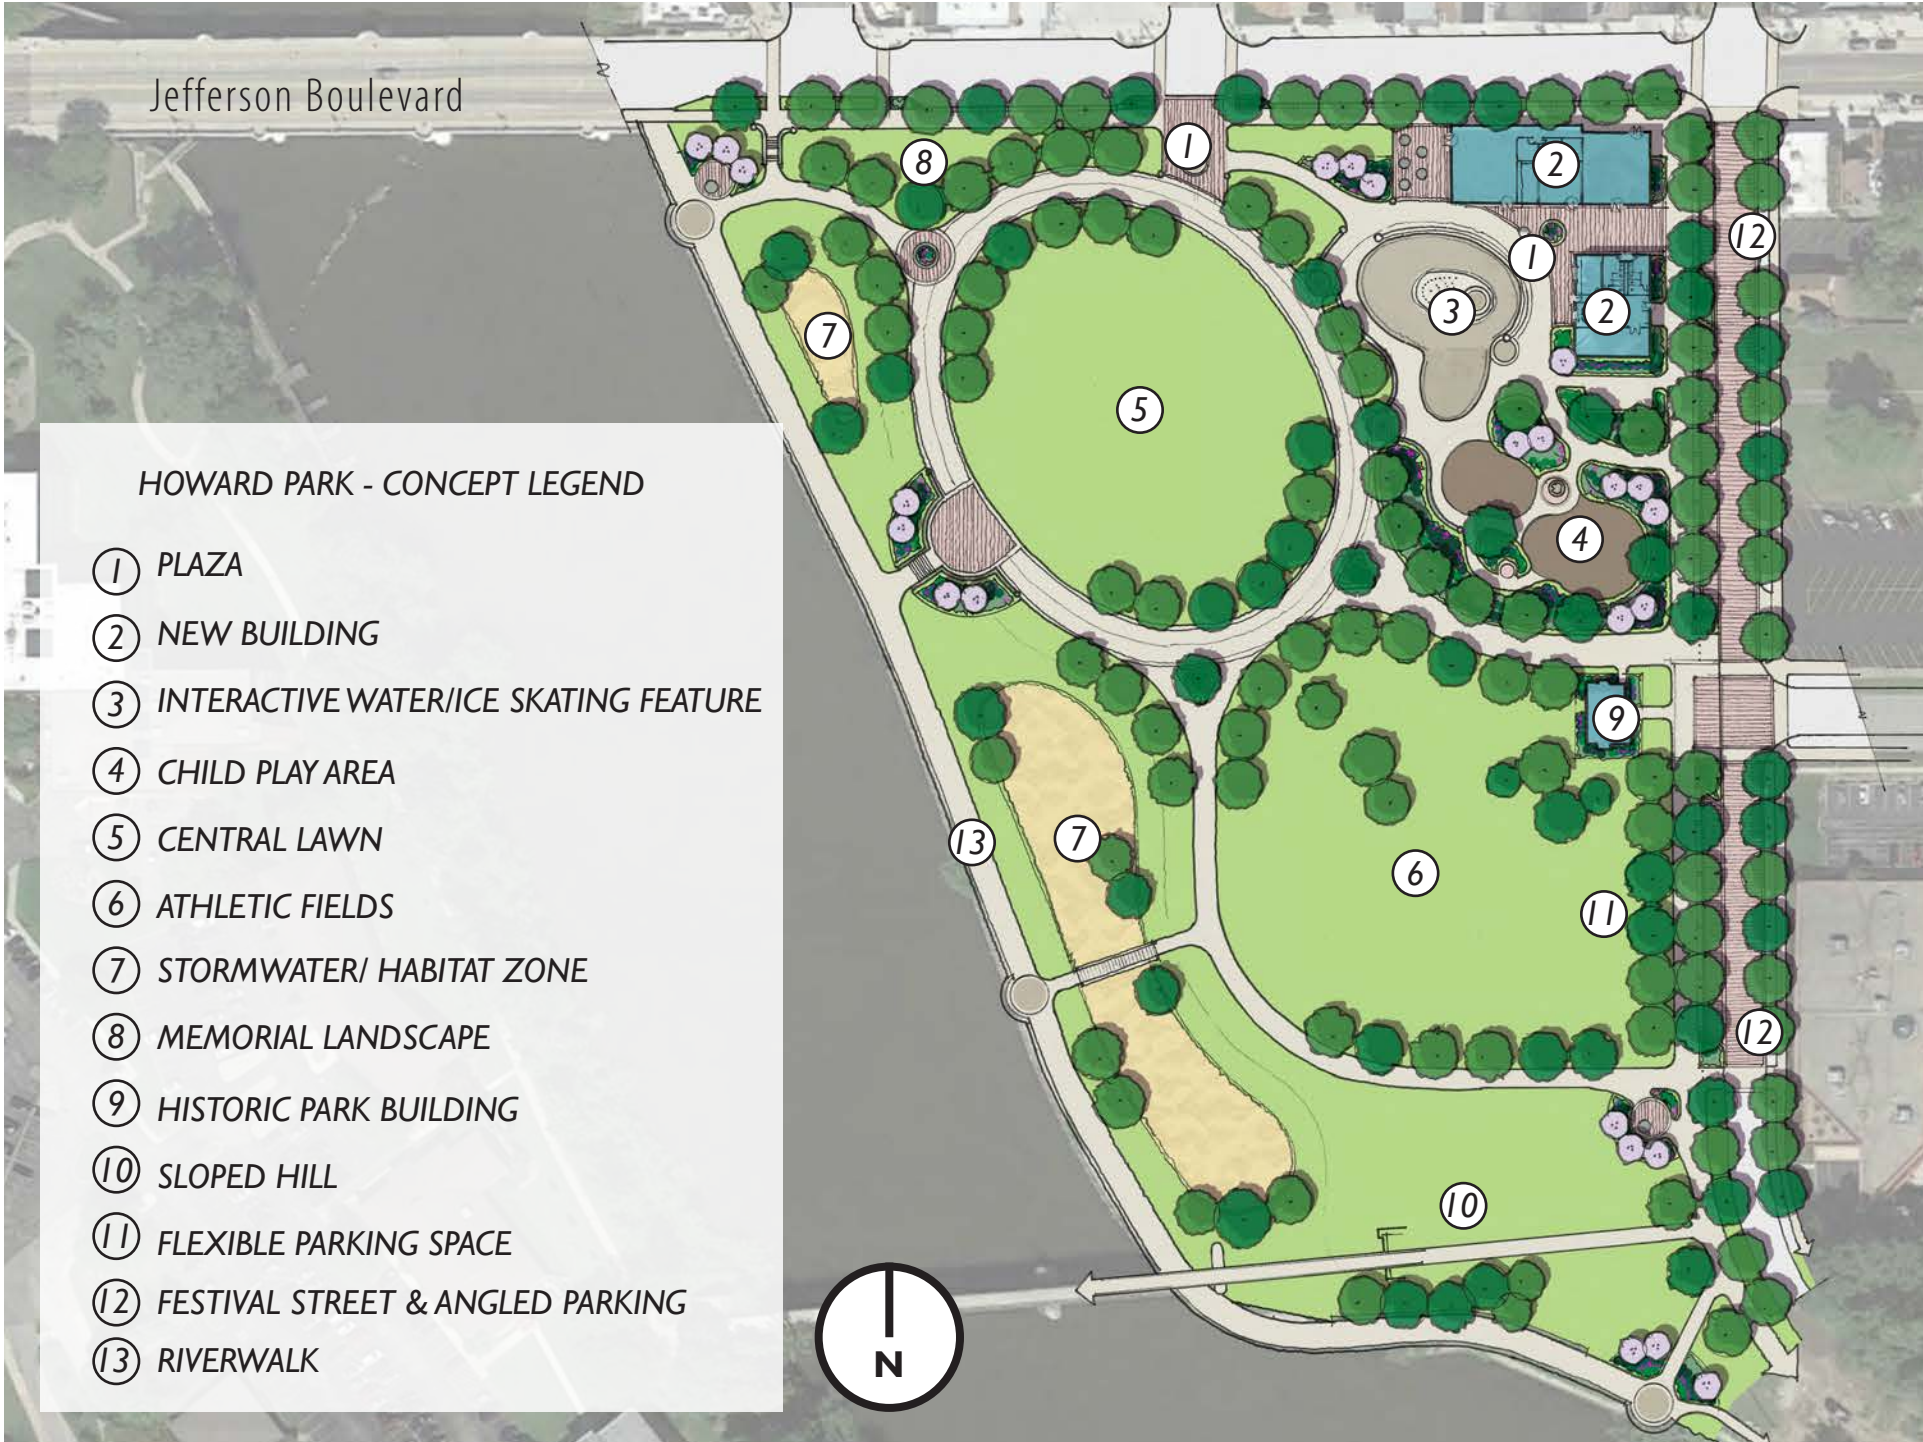 Jefferson Boulevard
8
1
2
12
1
7
3
2
5
4
9
13
7
6
11
12
10
HOWARD PARK - CONCEPT LEGEND
1 PLAZA
2 NEW BUILDING
3 INTERACTIVE WATER/ICE SKATING FEATURE
4 CHILD PLAY AREA
5 CENTRAL LAWN
6 ATHLETIC FIELDS
7 STORMWATER/ HABITAT ZONE
8 MEMORIAL LANDSCAPE
9 HISTORIC PARK BUILDING
10 SLOPED HILL
11 FLEXIBLE PARKING SPACE
12 FESTIVAL STREET & ANGLED PARKING
13 RIVERWALK
N